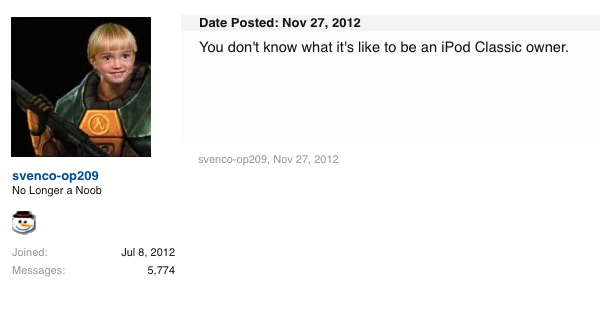 Date Posted: Nov 27, 2012
You don't know what it's like to be an iPod Classic owner.
svenco-op209, Nov 27, 2012
svenco-op209
No Longer a Noob
Joined: Jul 8, 2012
Messages: 5,774